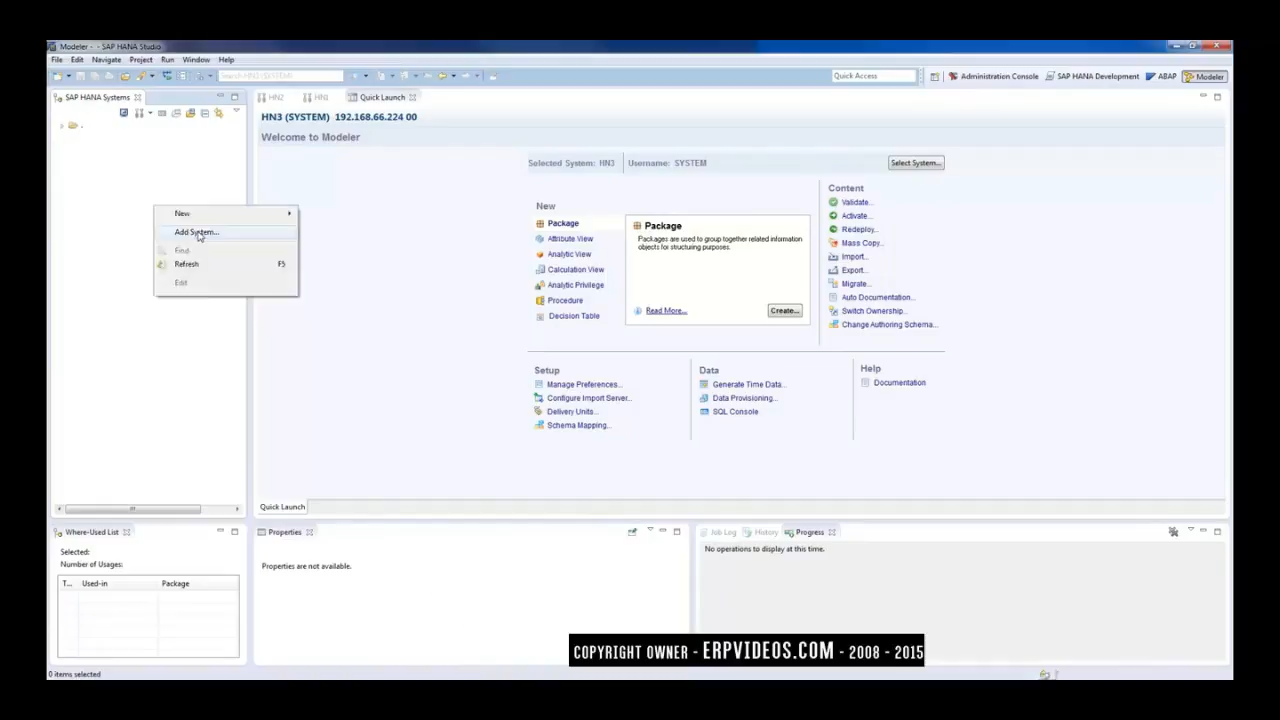 Modeler - - SAP HANA Studio
File Edit Navigate Project Run Window Help
Search HN3 (SYSTEM) Quick Access Administration Console SAP HANA Development ABAP Modeler
SAP HANA Systems HN2 HN1 Quick Launch
HN3 (SYSTEM) 192.168.66.224 00
Welcome to Modeler
Selected System: HN3 Username: SYSTEM Select System...
New
Add System...
Find
Refresh F5
Edit
New
Package
Attribute View
Analytic View
Calculation View
Analytic Privilege
Procedure
Decision Table
Package
Packages are used to group together related information
objects for structuring purposes.
Read More... Create...
Content
Validate...
Activate...
Redeploy...
Mass Copy...
Import...
Export...
Migrate...
Auto Documentation...
Switch Ownership...
Change Authoring Schema...
Setup
Manage Preferences...
Configure Import Server...
Delivery Units...
Schema Mapping...
Data
Generate Time Data...
Data Provisioning...
SQL Console
Help
Documentation
Quick Launch
Where-Used List
Selected:
Number of Usages:
T... Used-in Package
Properties
Properties are not available.
Job Log History Progress
No operations to display at this time.
COPYRIGHT OWNER - ERPVIDEOS.COM - 2008 - 2015
0 items selected